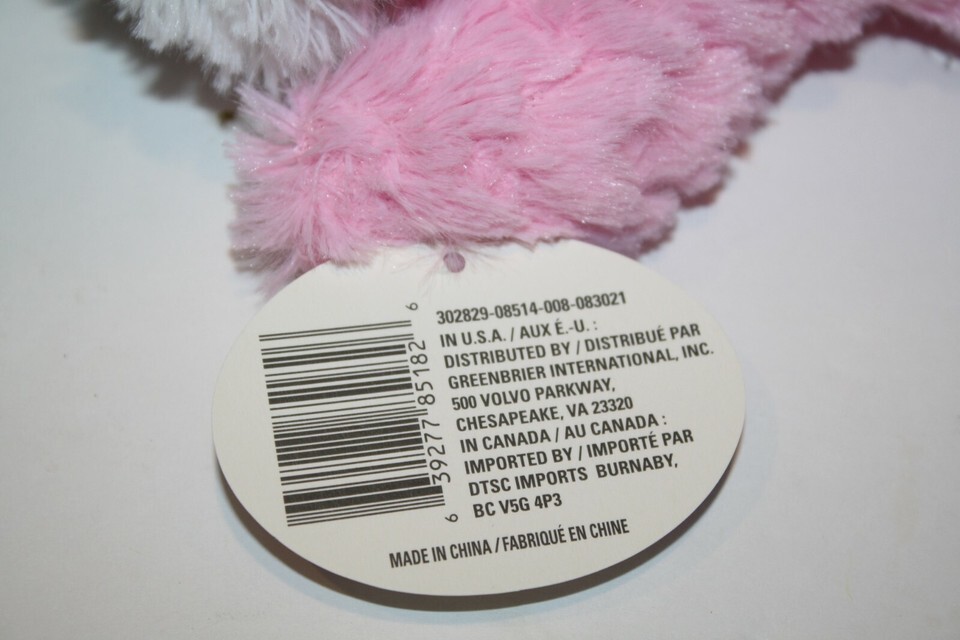 6 39277 85182 6
302829-08514-008-083021
IN U.S.A. / AUX É.-U. :
DISTRIBUTED BY / DISTRIBUÉ PAR
GREENBRIER INTERNATIONAL, INC.
500 VOLVO PARKWAY,
CHESAPEAKE, VA 23320
IN CANADA / AU CANADA :
IMPORTED BY / IMPORTÉ PAR
DTSC IMPORTS BURNABY,
BC V5G 4P3
MADE IN CHINA / FABRIQUÉ EN CHINE